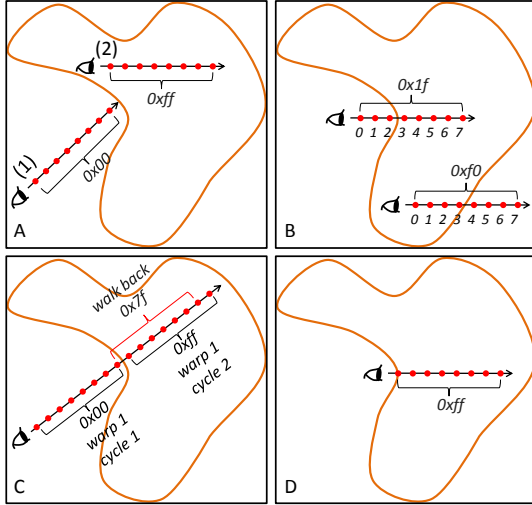 (2)
0xff
(1)
0x00
A
0x1f
0 1 2 3 4 5 6 7
0xf0
0 1 2 3 4 5 6 7
B
walk back
0x7f
0xff
warp 1
cycle 2
0x00
warp 1
cycle 1
C
0xff
D